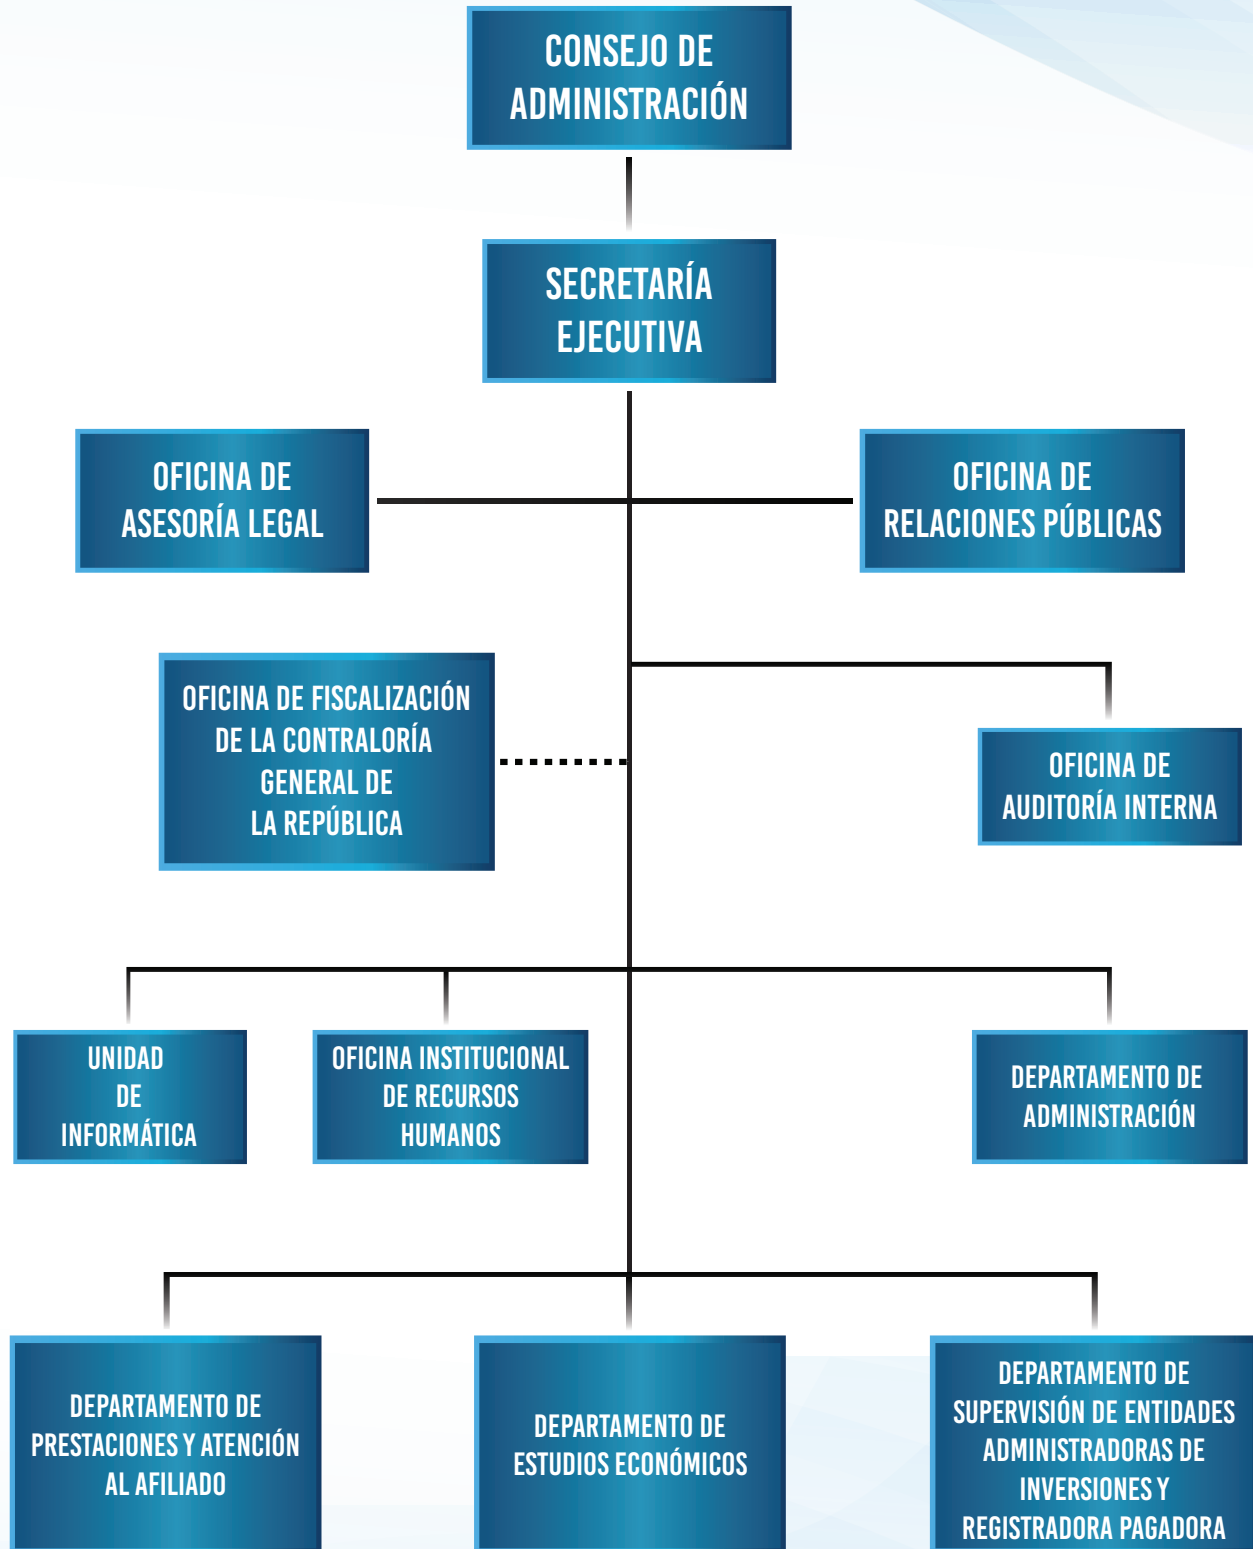 CONSEJO DE
ADMINISTRACIÓN
SECRETARÍA
EJECUTIVA
OFICINA DE
ASESORÍA LEGAL
OFICINA DE
RELACIONES PÚBLICAS
OFICINA DE FISCALIZACIÓN
DE LA CONTRALORÍA
GENERAL DE
LA REPÚBLICA
OFICINA DE
AUDITORÍA INTERNA
UNIDAD
DE
INFORMÁTICA
OFICINA INSTITUCIONAL
DE RECURSOS
HUMANOS
DEPARTAMENTO DE
ADMINISTRACIÓN
DEPARTAMENTO DE
PRESTACIONES Y ATENCIÓN
AL AFILIADO
DEPARTAMENTO DE
ESTUDIOS ECONÓMICOS
DEPARTAMENTO DE
SUPERVISIÓN DE ENTIDADES
ADMINISTRADORAS DE
INVERSIONES Y
REGISTRADORA PAGADORA